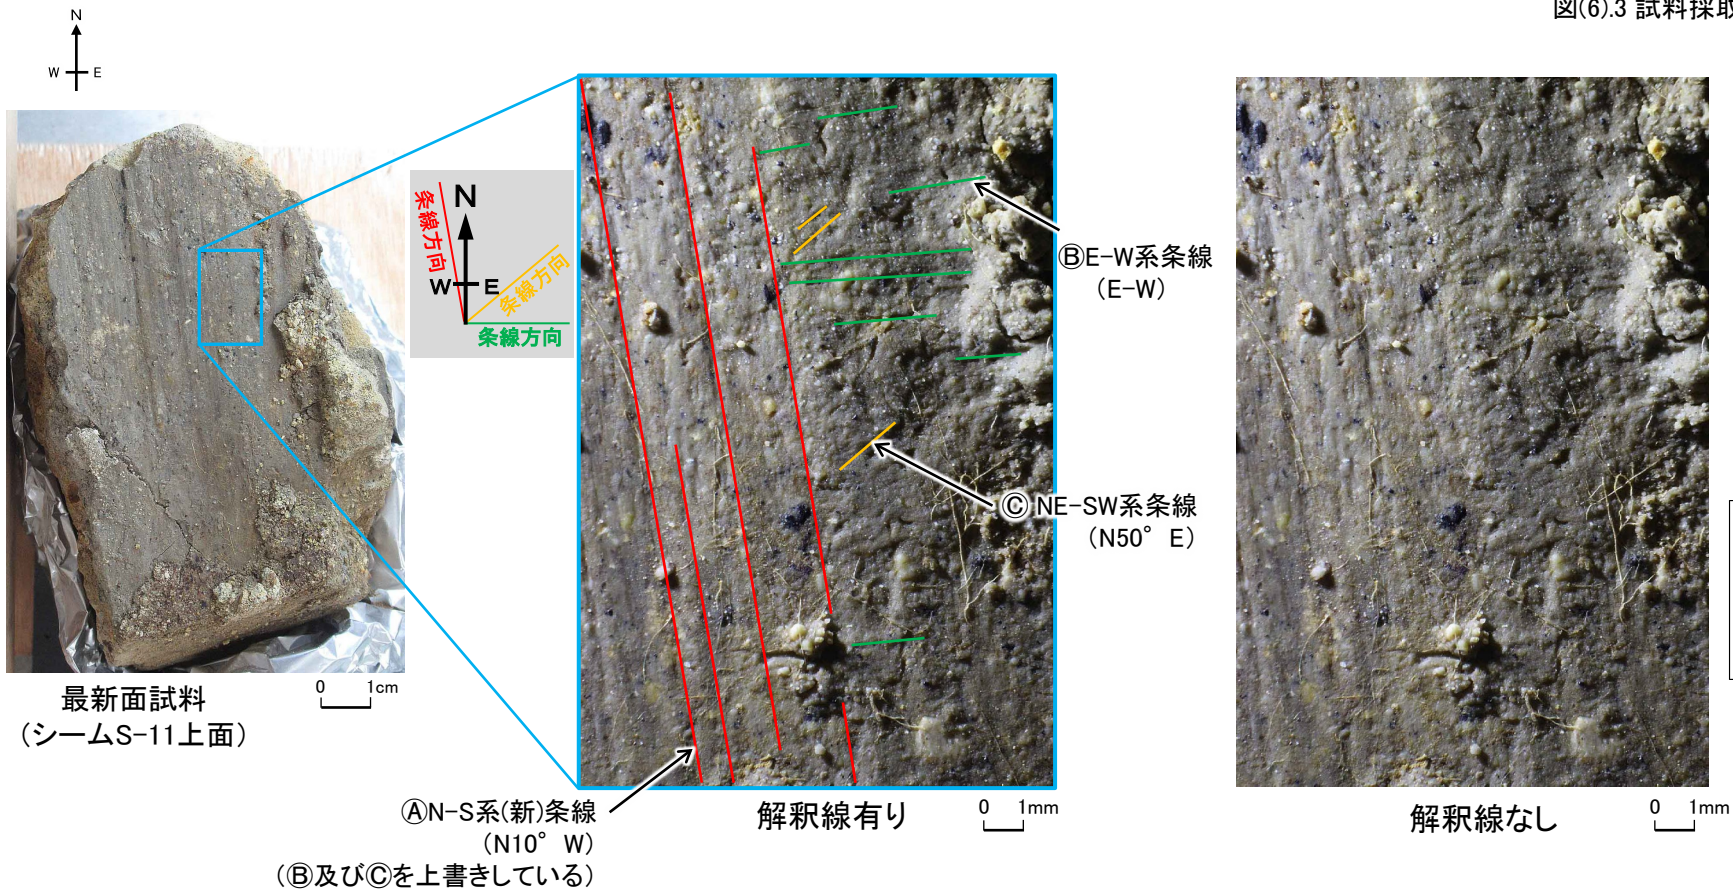 図(6).3 試料採取
N
W E
条線方向
N
W E
条線方向
条線方向
ⒷE-W系条線
(E-W)
Ⓒ NE-SW系条線
(N50° E)
最新面試料
(シームS-11上面)
0 1cm
ⒶN-S系(新)条線
(N10° W)
(Ⓑ及びⒸを上書きしている)
解釈線有り
0 1mm
解釈線なし
0 1mm